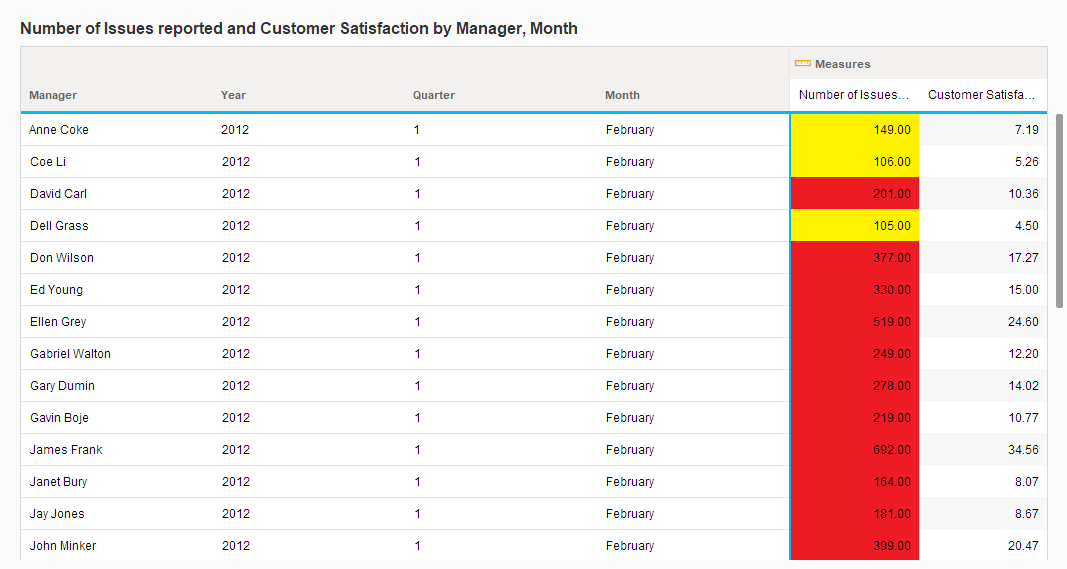 Number of Issues reported and Customer Satisfaction by Manager, Month
Measures
Manager Year Quarter Month Number of Issues... Customer Satisfa...
Anne Coke 2012 1 February 149.00 7.19
Coe Li 2012 1 February 106.00 5.26
David Carl 2012 1 February 201.00 10.36
Dell Grass 2012 1 February 105.00 4.50
Don Wilson 2012 1 February 377.00 17.27
Ed Young 2012 1 February 330.00 15.00
Ellen Grey 2012 1 February 519.00 24.60
Gabriel Walton 2012 1 February 249.00 12.20
Gary Dumin 2012 1 February 278.00 14.02
Gavin Boje 2012 1 February 219.00 10.77
James Frank 2012 1 February 692.00 34.56
Janet Bury 2012 1 February 164.00 8.07
Jay Jones 2012 1 February 181.00 8.67
John Minker 2012 1 February 399.00 20.47